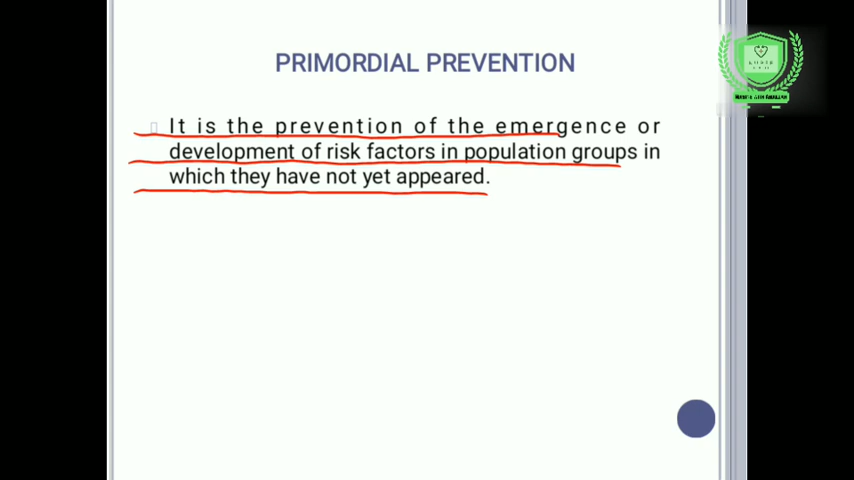 PRIMORDIAL PREVENTION
It is the prevention of the emergence or
development of risk factors in population groups in
which they have not yet appeared.